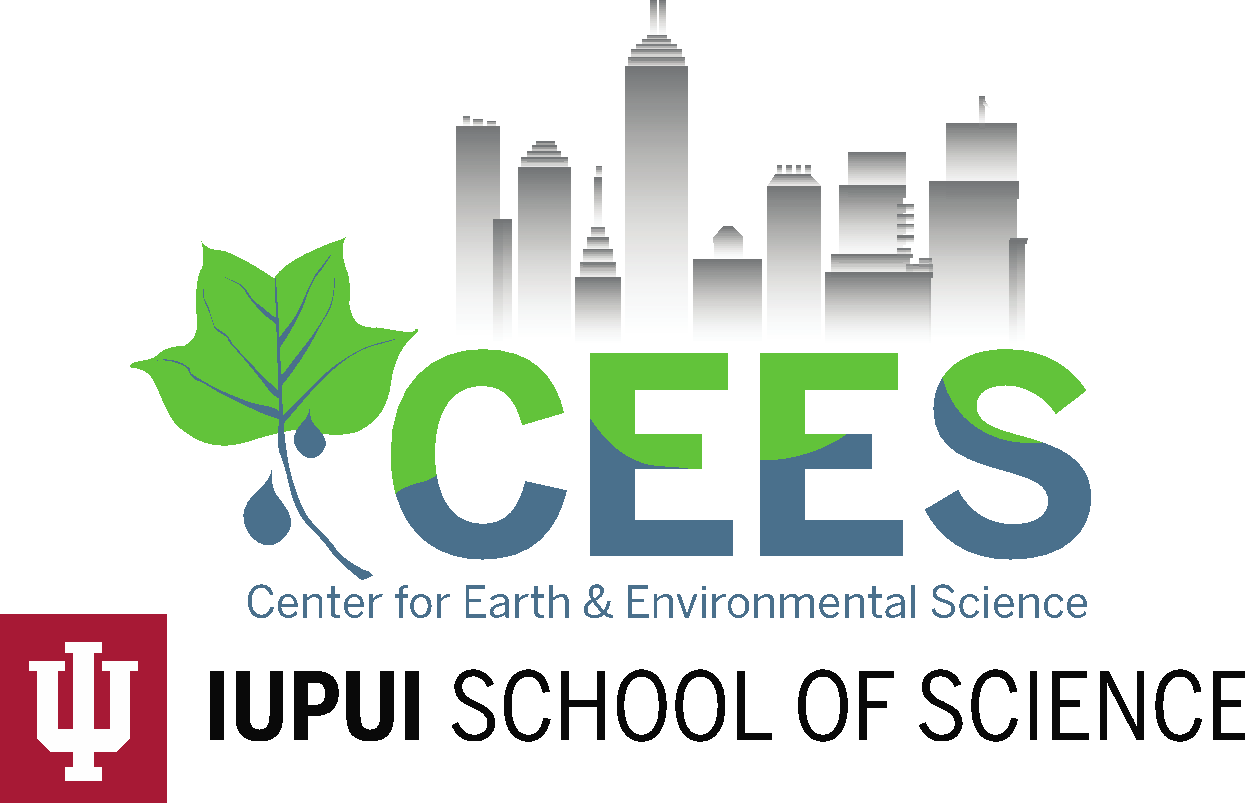 CEES
Center for Earth & Environmental Science
IUPUI SCHOOL OF SCIENCE